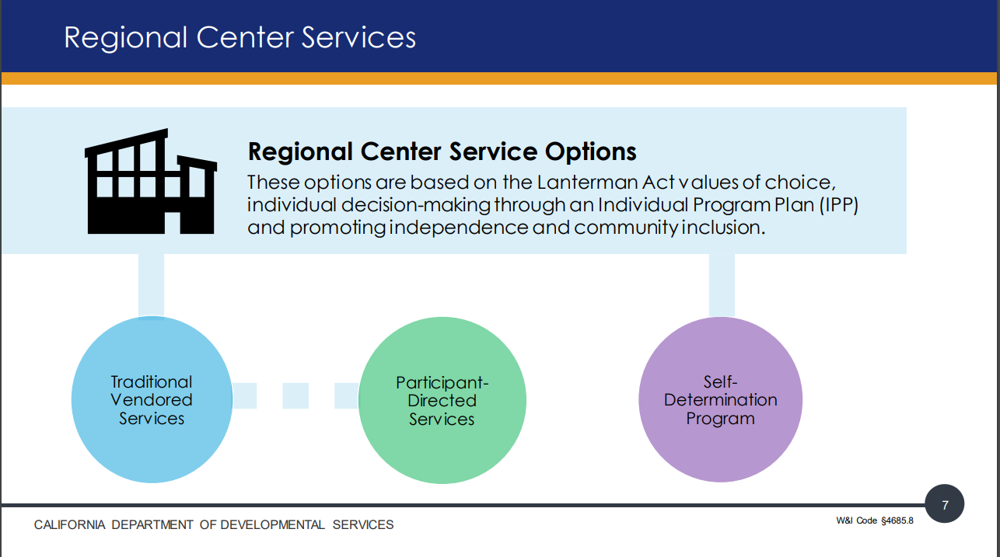 Regional Center Services
Regional Center Service Options
These options are based on the Lanterman Act values of choice,
individual decision-making through an Individual Program Plan (IPP)
and promoting independence and community inclusion.
Traditional
Vendored
Services
Participant-
Directed
Services
Self-
Determination
Program
7
CALIFORNIA DEPARTMENT OF DEVELOPMENTAL SERVICES
W&I Code §4685.8